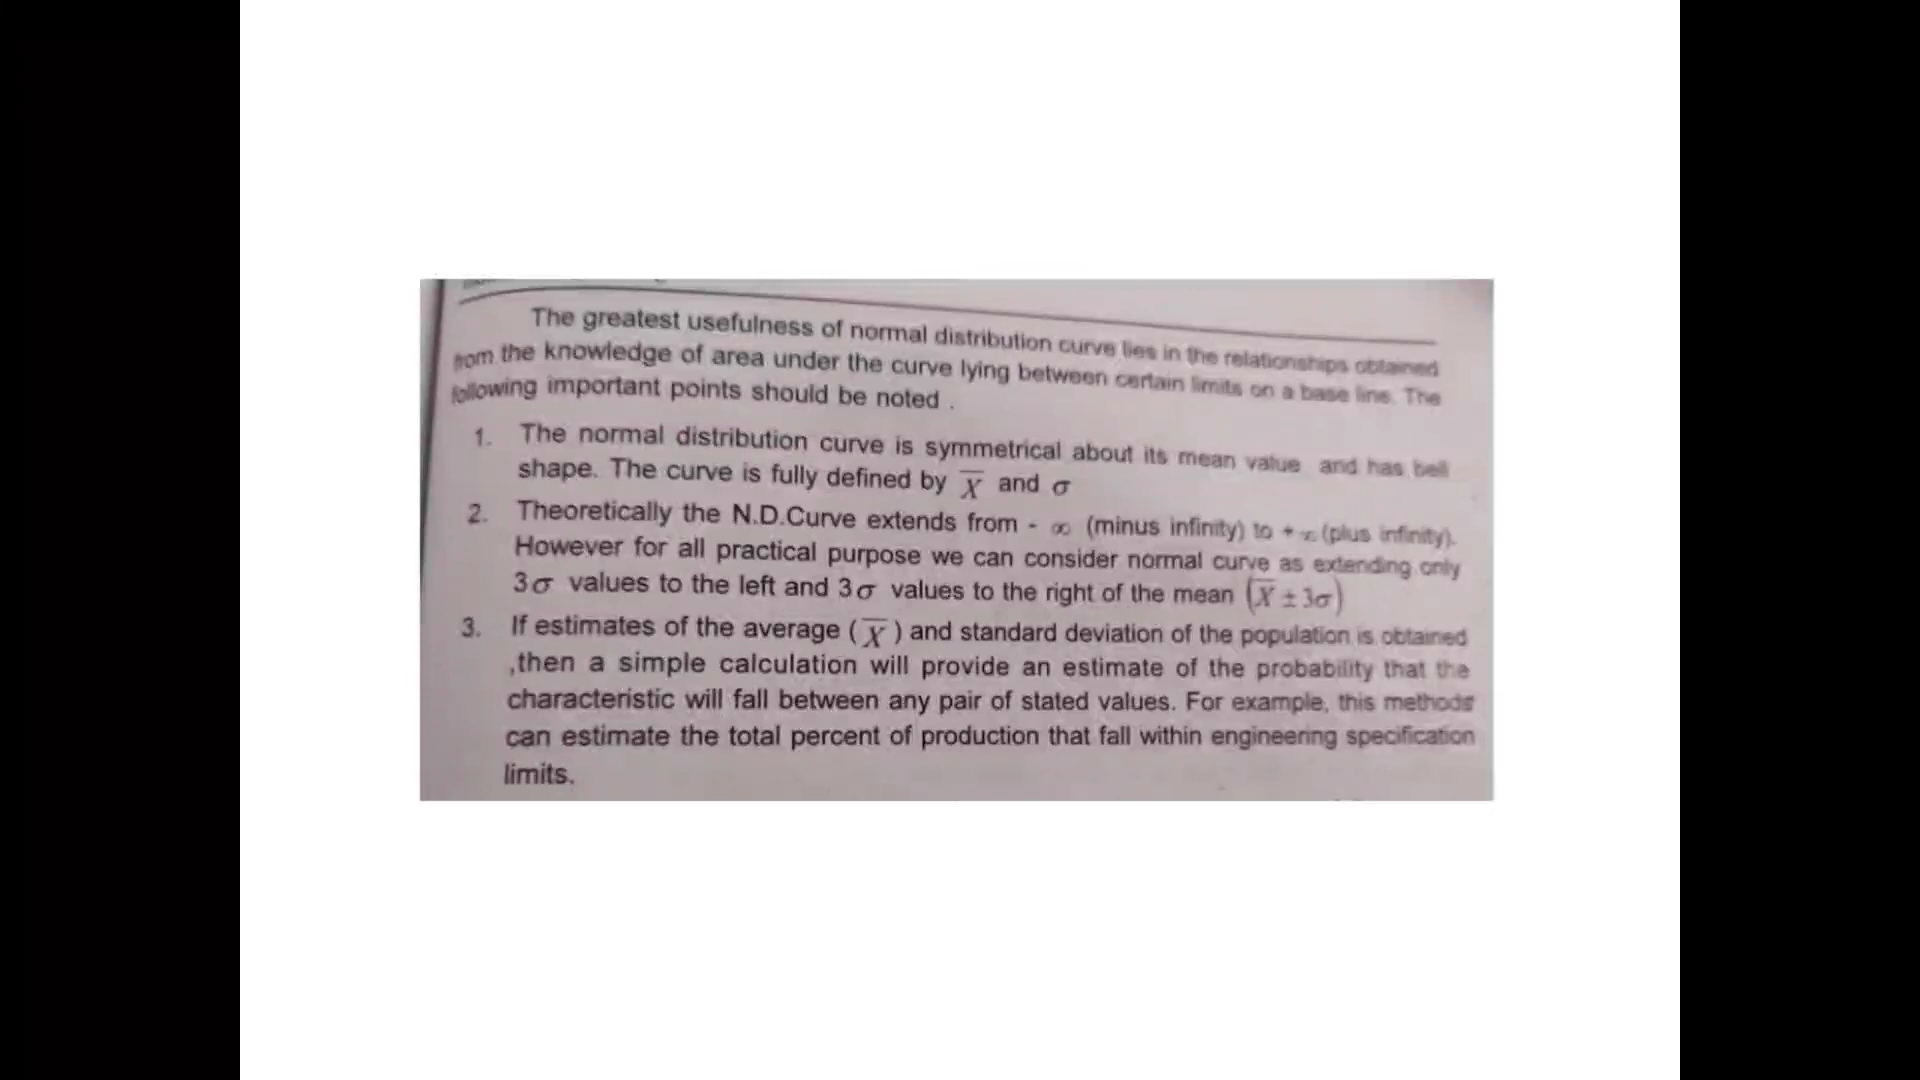 The greatest usefulness of normal distribution curve lies in the relationships obtained
from the knowledge of area under the curve lying between certain limits on a base line. The
following important points should be noted .
1. The normal distribution curve is symmetrical about its mean value and has bell
shape. The curve is fully defined by X̅ and σ
2. Theoretically the N.D.Curve extends from - ∞ (minus infinity) to + ∞ (plus infinity).
However for all practical purpose we can consider normal curve as extending only
3σ values to the left and 3σ values to the right of the mean (X̅ ± 3σ)
3. If estimates of the average ( X̅ ) and standard deviation of the population is obtained
,then a simple calculation will provide an estimate of the probability that the
characteristic will fall between any pair of stated values. For example, this methods
can estimate the total percent of production that fall within engineering specification
limits.